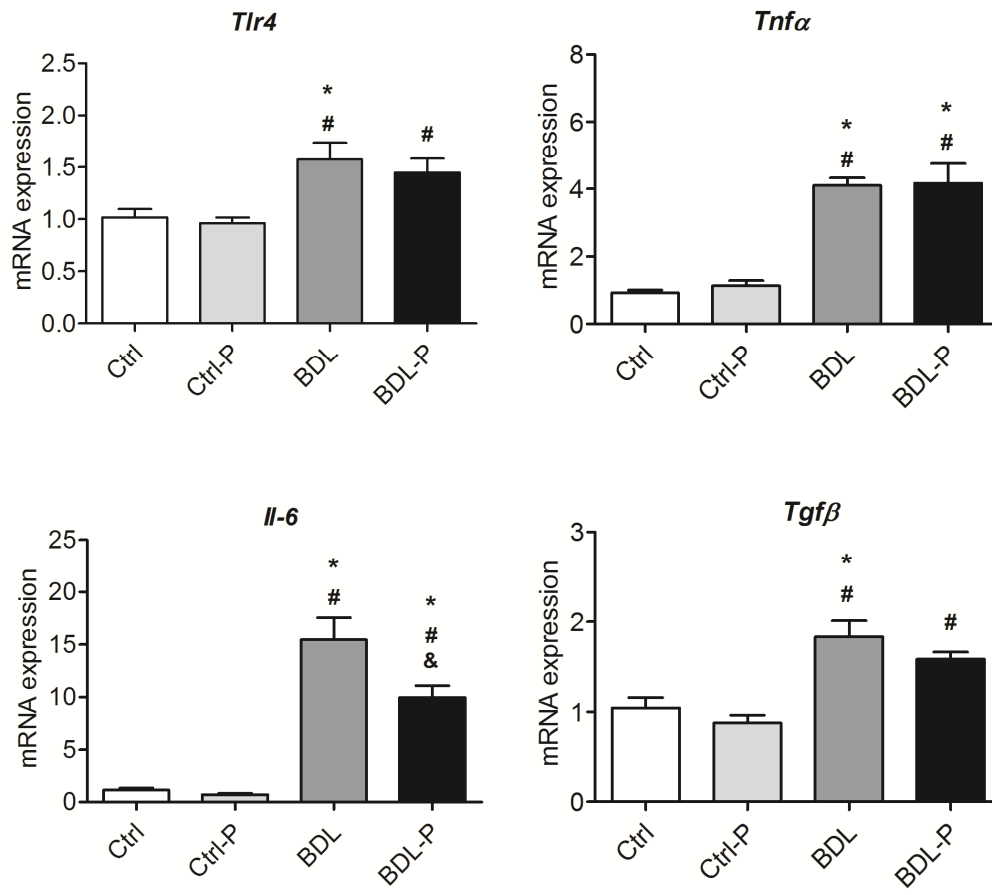 Tlr4
mRNA expression
2.5
2.0
1.5
1.0
0.5
0.0
*
#
#
Ctrl
Ctrl-P
BDL
BDL-P
Tnfα
mRNA expression
8
6
4
2
0
*
#
*
#
Ctrl
Ctrl-P
BDL
BDL-P
Il-6
mRNA expression
25
20
15
10
5
0
*
#
*
#
&
Ctrl
Ctrl-P
BDL
BDL-P
Tgfβ
mRNA expression
3
2
1
0
*
#
#
Ctrl
Ctrl-P
BDL
BDL-P